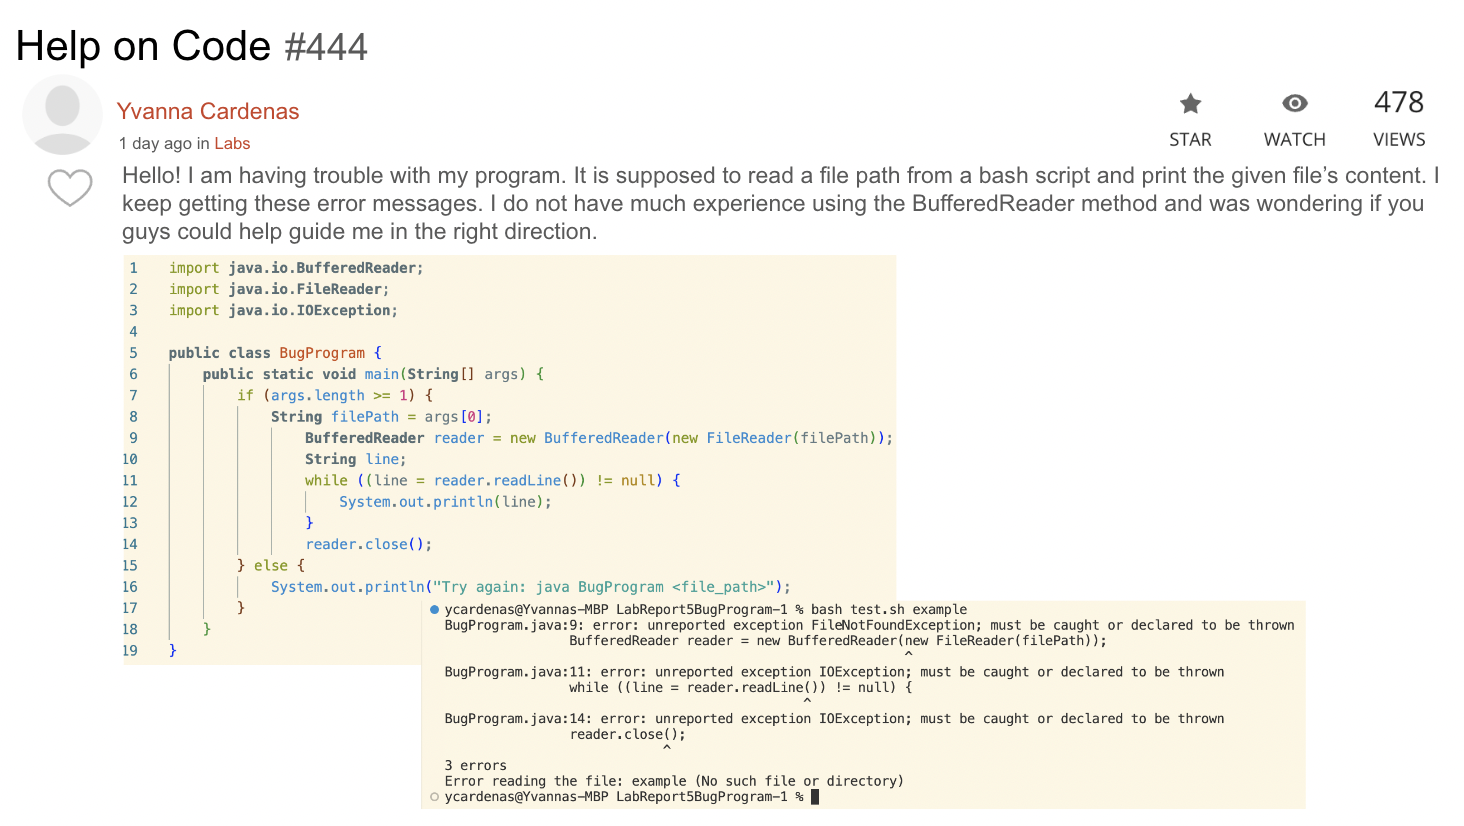 Help on Code #444
Yvanna Cardenas
1 day ago in Labs
STAR
WATCH
478
VIEWS
Hello! I am having trouble with my program. It is supposed to read a file path from a bash script and print the given file’s content. I
keep getting these error messages. I do not have much experience using the BufferedReader method and was wondering if you
guys could help guide me in the right direction.
1 import java.io.BufferedReader;
2 import java.io.FileReader;
3 import java.io.IOException;
4
5 public class BugProgram {
6 public static void main(String[] args) {
7 if (args.length >= 1) {
8 String filePath = args[0];
9 BufferedReader reader = new BufferedReader(new FileReader(filePath));
10 String line;
11 while ((line = reader.readLine()) != null) {
12 System.out.println(line);
13 }
14 reader.close();
15 } else {
16 System.out.println("Try again: java BugProgram <file_path>");
17 }
18 }
19 }
ycardenas@Yvannas-MBP LabReport5BugProgram-1 % bash test.sh example
BugProgram.java:9: error: unreported exception FileNotFoundException; must be caught or declared to be thrown
BufferedReader reader = new BufferedReader(new FileReader(filePath));
^
BugProgram.java:11: error: unreported exception IOException; must be caught or declared to be thrown
while ((line = reader.readLine()) != null) {
^
BugProgram.java:14: error: unreported exception IOException; must be caught or declared to be thrown
reader.close();
^
3 errors
Error reading the file: example (No such file or directory)
ycardenas@Yvannas-MBP LabReport5BugProgram-1 %